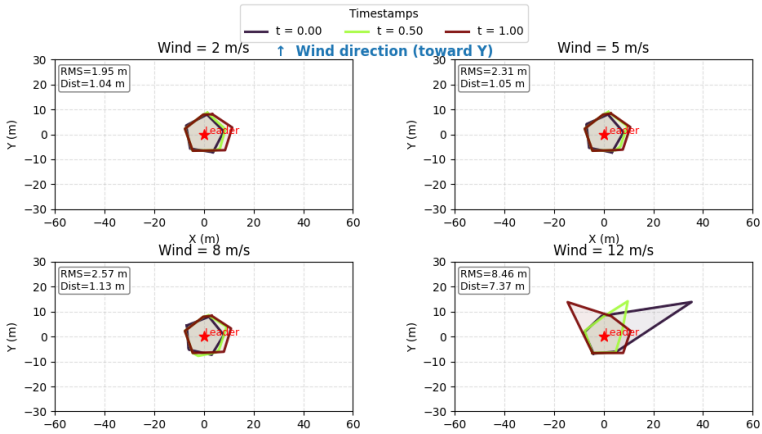 Timestamps
t = 0.00 t = 0.50 t = 1.00
↑ Wind direction (toward Y)
Wind = 2 m/s
RMS=1.95 m
Dist=1.04 m
Leader
30
20
10
0
−10
−20
−30
Y (m)
−60 −40 −20 0 20 40 60
X (m)
Wind = 5 m/s
RMS=2.31 m
Dist=1.05 m
Leader
30
20
10
0
−10
−20
−30
Y (m)
−60 −40 −20 0 20 40 60
X (m)
Wind = 8 m/s
RMS=2.57 m
Dist=1.13 m
Leader
30
20
10
0
−10
−20
−30
Y (m)
−60 −40 −20 0 20 40 60
Wind = 12 m/s
RMS=8.46 m
Dist=7.37 m
Leader
30
20
10
0
−10
−20
−30
Y (m)
−60 −40 −20 0 20 40 60